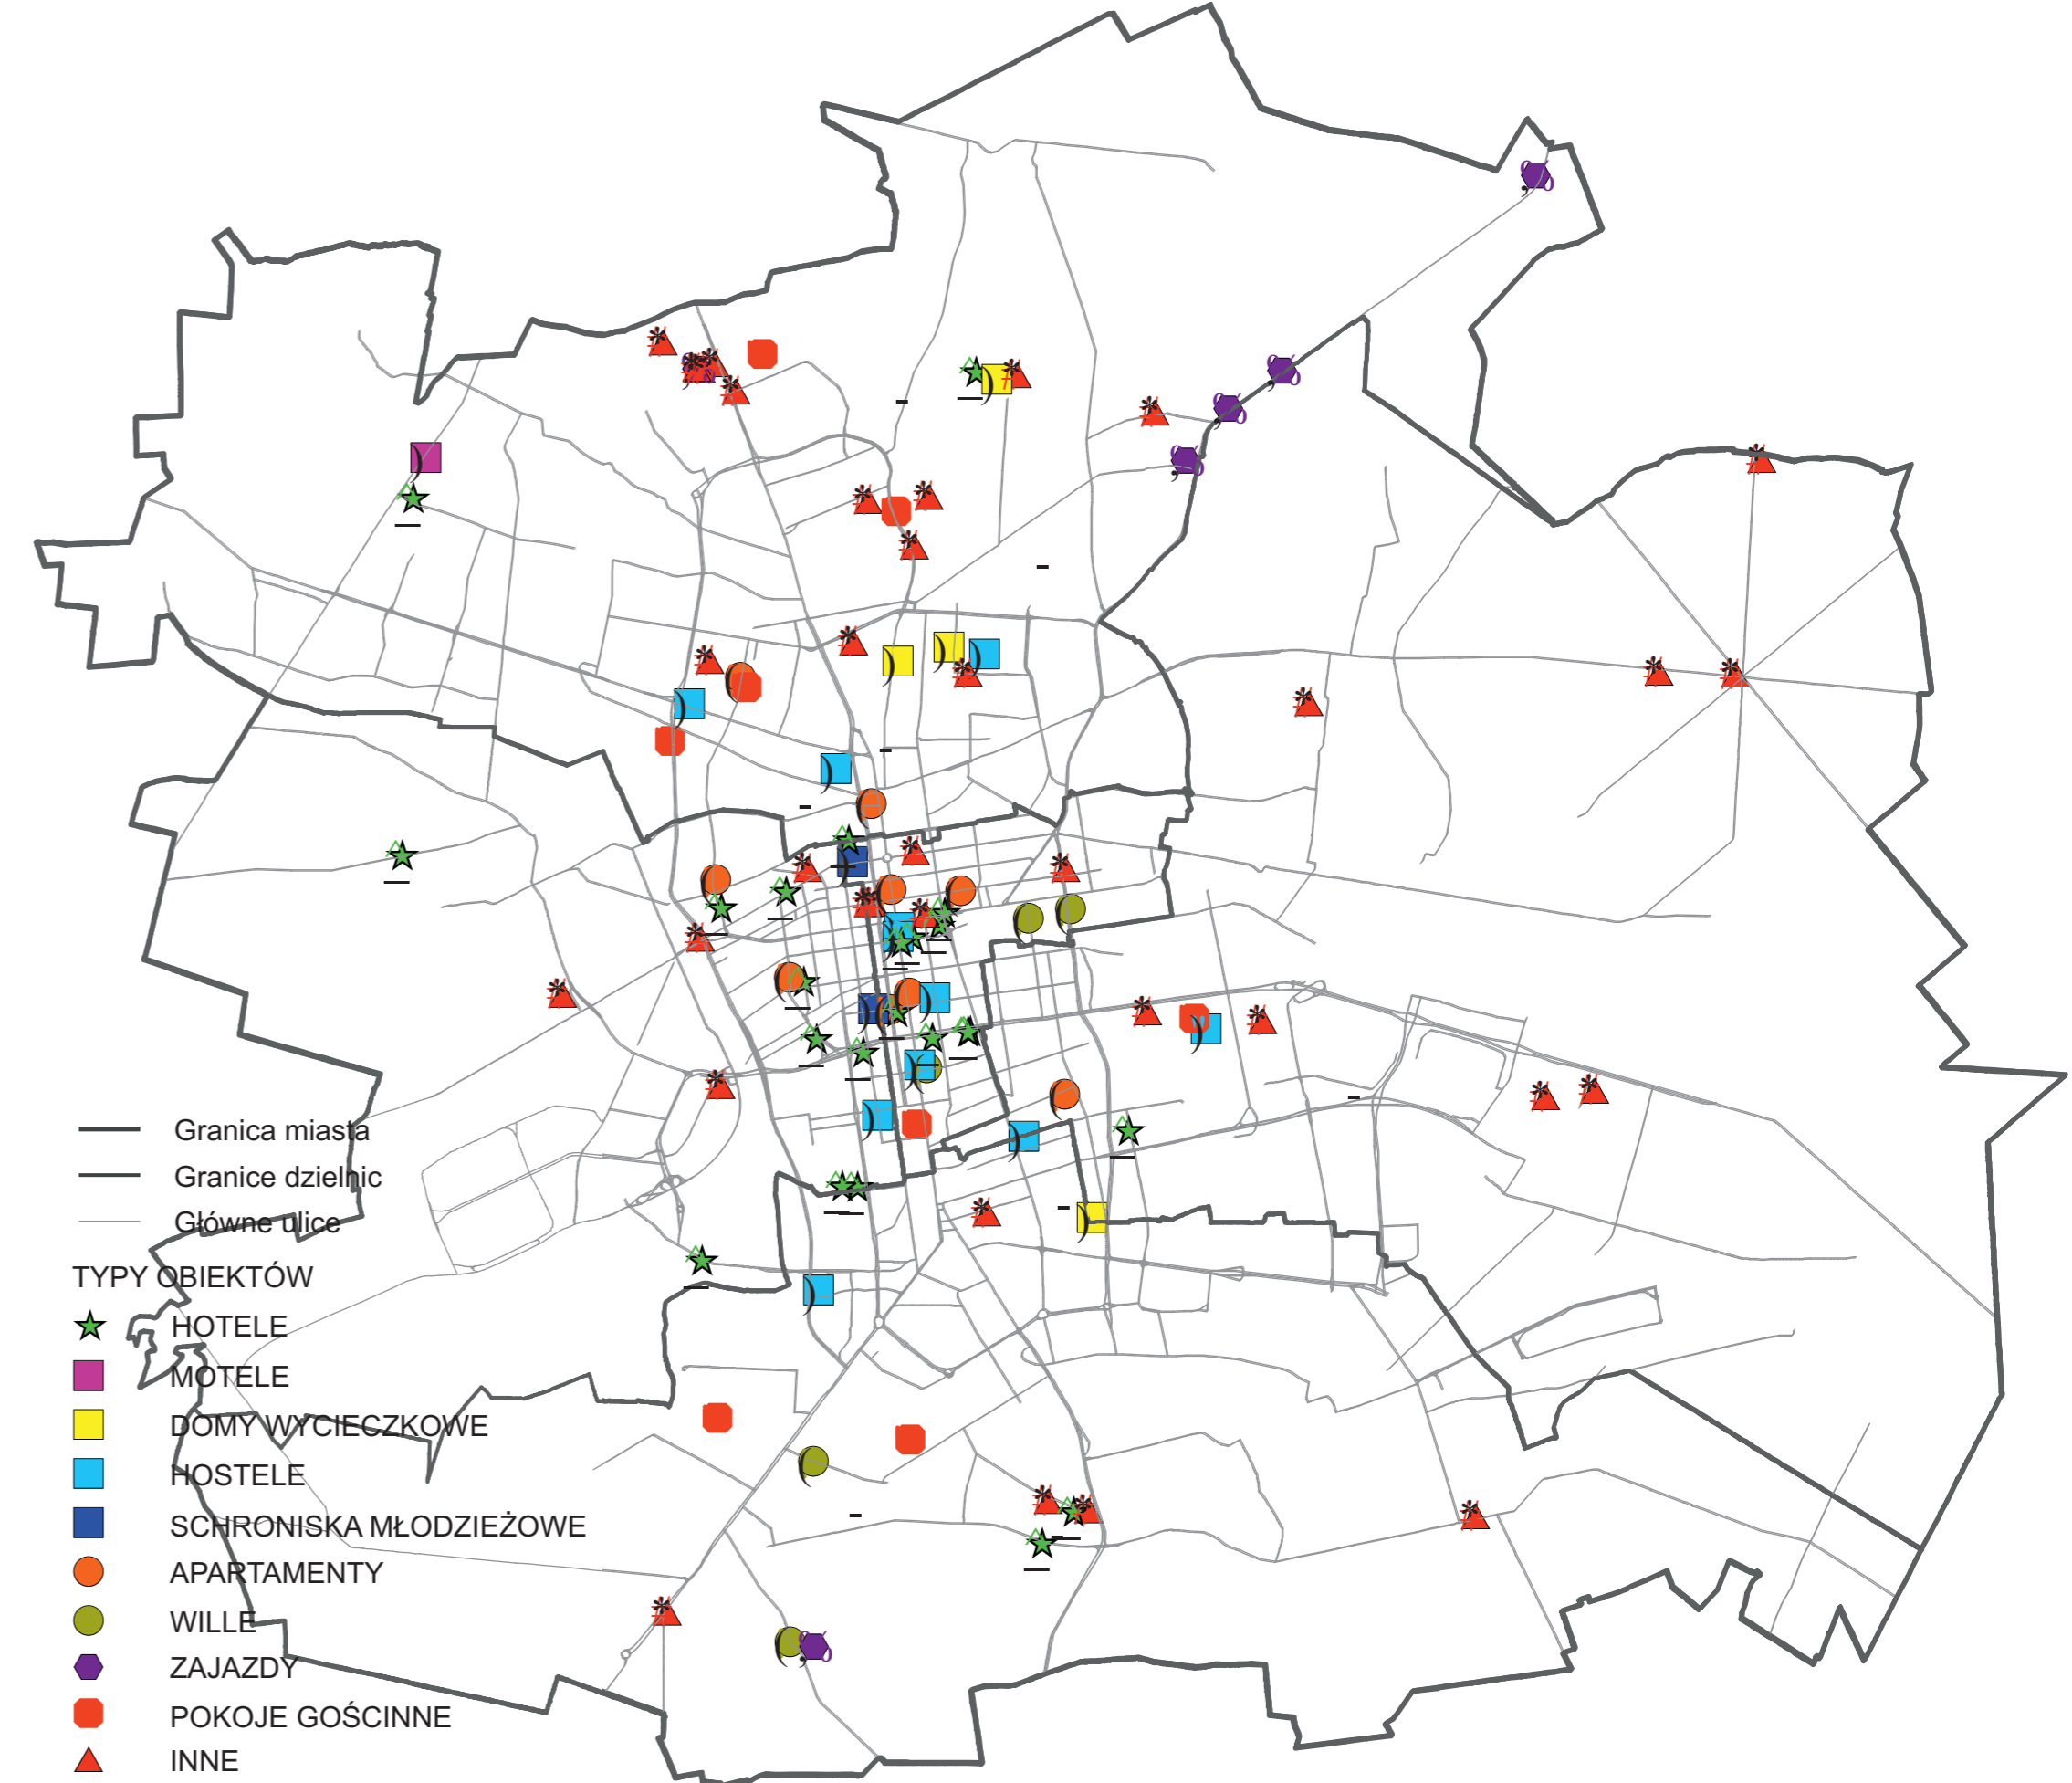 Granica miasta
Granice dzielnic
Główne ulice
TYPY OBIEKTÓW
HOTELE
MOTELE
DOMY WYCIECZKOWE
HOSTELE
SCHRONISKA MŁODZIEŻOWE
APARTAMENTY
WILLE
ZAJAZDY
POKOJE GOŚCINNE
INNE